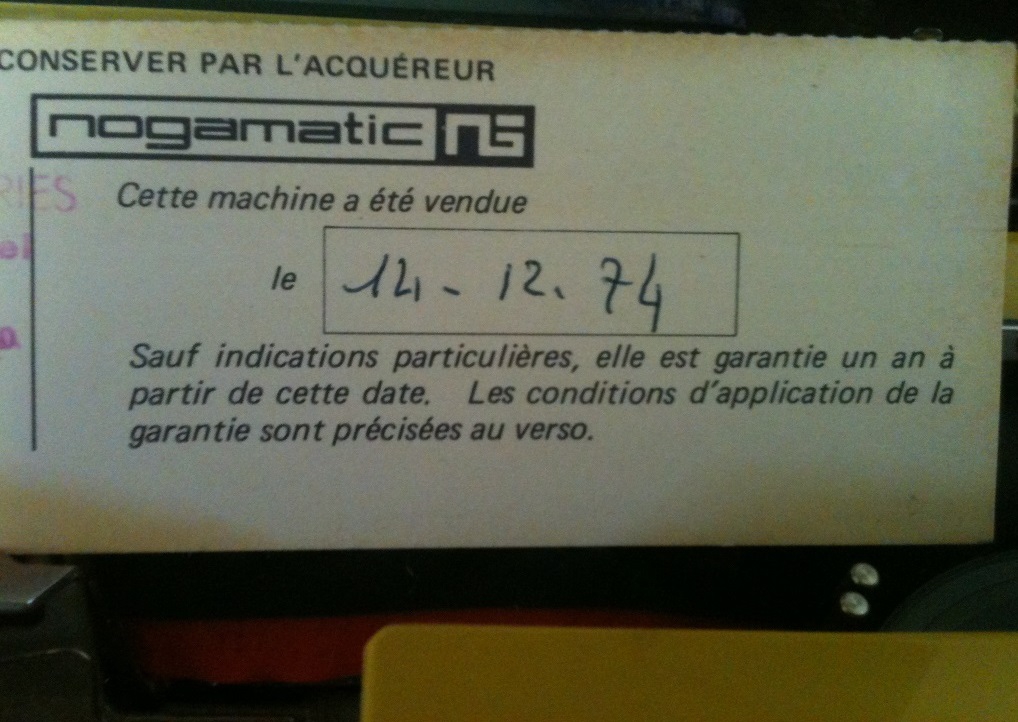 CONSERVER PAR L'ACQUÉREUR
nogamatic
RIES
Cette machine a été vendue
le 14-12.74
Sauf indications particulières, elle est garantie un an à
partir de cette date. Les conditions d'application de la
garantie sont précisées au verso.